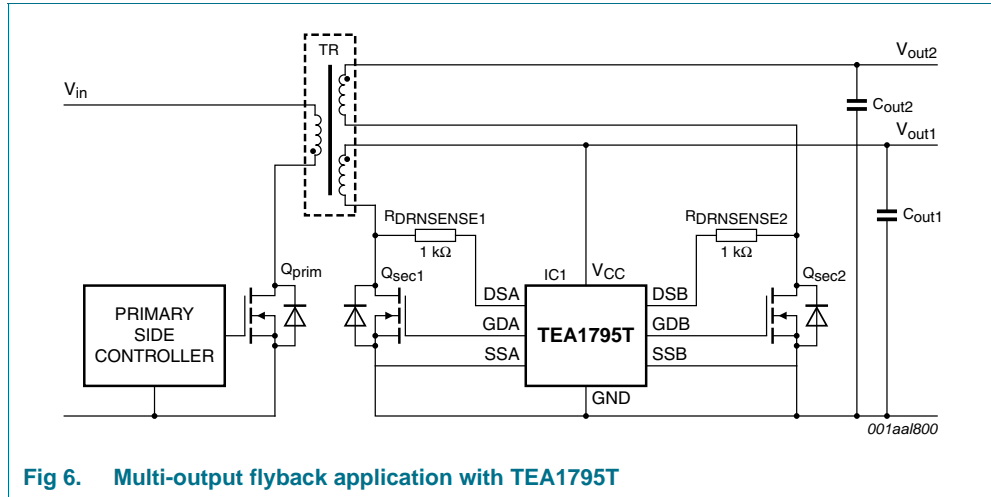 TR
Vout2
Vin
Cout2
Vout1
RDRNSENSE1
RDRNSENSE2
1 kΩ
1 kΩ
Cout1
Qprim
Qsec1
IC1
VCC
Qsec2
PRIMARY
SIDE
CONTROLLER
DSA
DSB
GDA
TEA1795T
GDB
SSA
SSB
GND
001aal800
Fig 6. Multi-output flyback application with TEA1795T